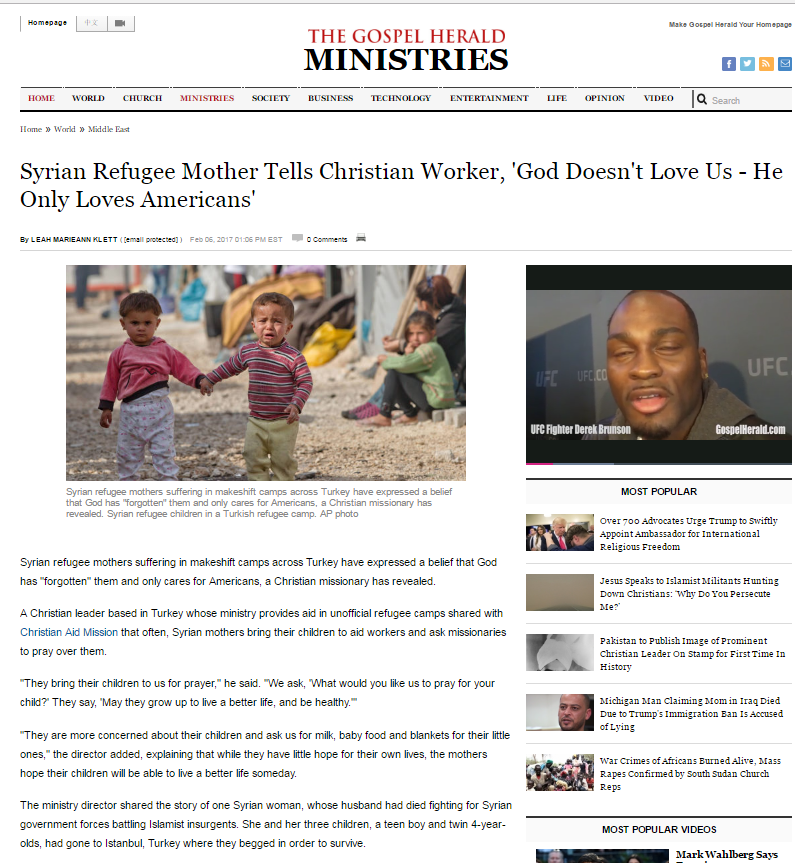 Homepage
中文
Make Gospel Herald Your Homepage
THE GOSPEL HERALD
MINISTRIES
HOME WORLD CHURCH MINISTRIES SOCIETY BUSINESS TECHNOLOGY ENTERTAINMENT LIFE OPINION VIDEO Search
Home » World » Middle East
Syrian Refugee Mother Tells Christian Worker, 'God Doesn't Love Us - He
Only Loves Americans'
By LEAH MARIEANN KLETT ( [email protected] ) Feb 06, 2017 01:06 PM EST 0 Comments
Syrian refugee mothers suffering in makeshift camps across Turkey have expressed a belief
that God has "forgotten" them and only cares for Americans, a Christian missionary has
revealed. Syrian refugee children in a Turkish refugee camp. AP photo
Syrian refugee mothers suffering in makeshift camps across Turkey have expressed a belief that God
has "forgotten" them and only cares for Americans, a Christian missionary has revealed.
A Christian leader based in Turkey whose ministry provides aid in unofficial refugee camps shared with
Christian Aid Mission that often, Syrian mothers bring their children to aid workers and ask missionaries
to pray over them.
"They bring their children to us for prayer," he said. "We ask, 'What would you like us to pray for your
child?' They say, 'May they grow up to live a better life, and be healthy.'"
"They are more concerned about their children and ask us for milk, baby food and blankets for their little
ones," the director added, explaining that while they have little hope for their own lives, the mothers
hope their children will be able to live a better life someday.
The ministry director shared the story of one Syrian woman, whose husband had died fighting for Syrian
government forces battling Islamist insurgents. She and her three children, a teen boy and twin 4-year-
olds, had gone to Istanbul, Turkey where they begged in order to survive.
UFC
UFC.CO
UFC.
UFC Fighter Derek Brunson
GospelHerald.com
MOST POPULAR
Over 700 Advocates Urge Trump to Swiftly
Appoint Ambassador for International
Religious Freedom
Jesus Speaks to Islamist Militants Hunting
Down Christians: 'Why Do You Persecute
Me?'
Pakistan to Publish Image of Prominent
Christian Leader On Stamp for First Time In
History
Michigan Man Claiming Mom in Iraq Died
Due to Trump's Immigration Ban Is Accused
of Lying
War Crimes of Africans Burned Alive, Mass
Rapes Confirmed by South Sudan Church
Reps
MOST POPULAR VIDEOS
Mark Wahlberg Says